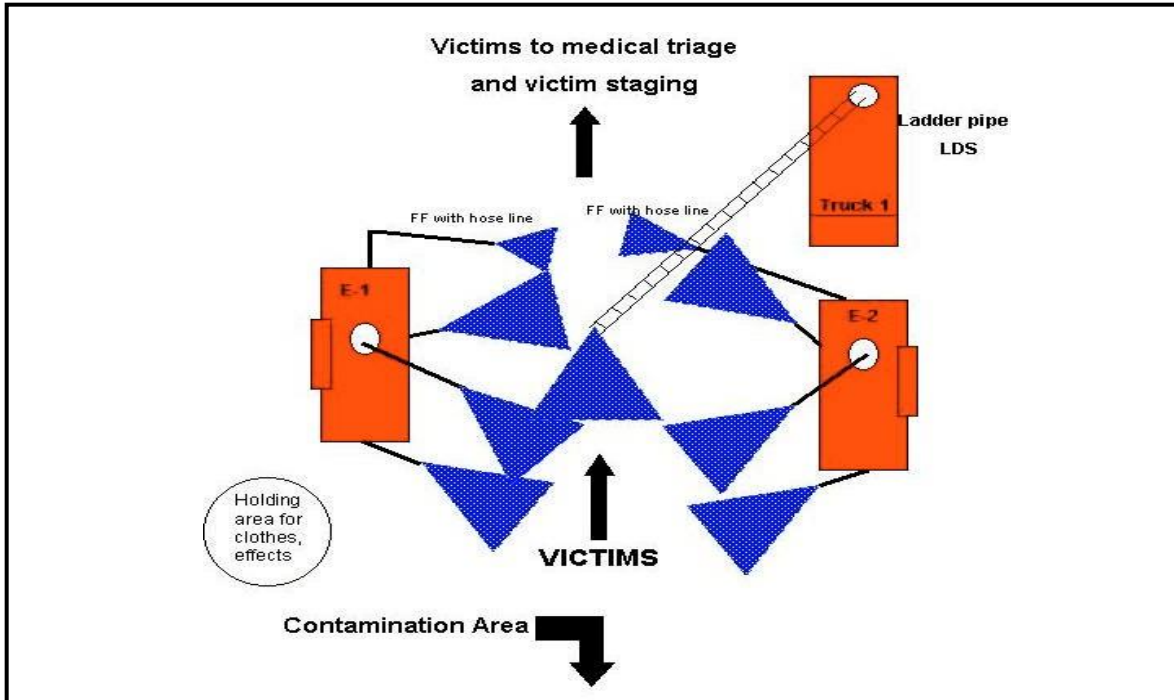 Victims to medical triage
and victim staging
Ladder pipe
LDS
Truck 1
FF with hose line
FF with hose line
E-1
E-2
Holding
area for
clothes,
effects
VICTIMS
Contamination Area